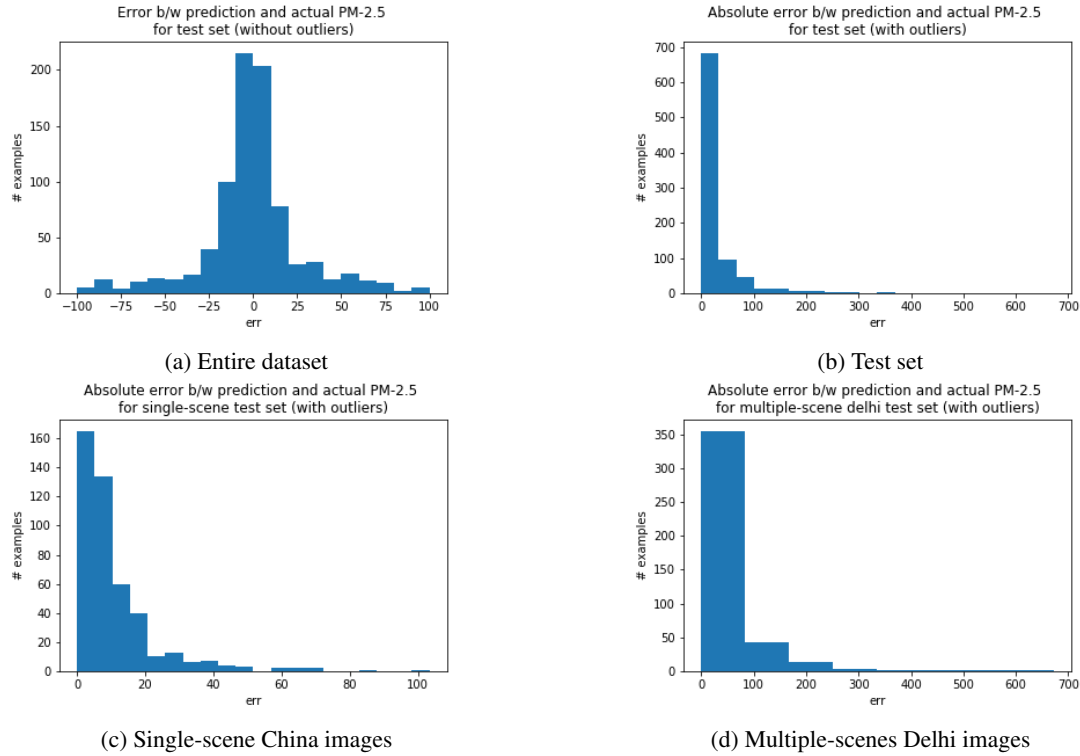 Error b/w prediction and actual PM-2.5
for test set (without outliers)
# examples
200
150
100
50
0
−100 −75 −50 −25 0 25 50 75 100
err
(a) Entire dataset
Absolute error b/w prediction and actual PM-2.5
for test set (with outliers)
# examples
700
600
500
400
300
200
100
0
0 100 200 300 400 500 600 700
err
(b) Test set
Absolute error b/w prediction and actual PM-2.5
for single-scene test set (with outliers)
# examples
160
140
120
100
80
60
40
20
0
0 20 40 60 80 100
err
(c) Single-scene China images
Absolute error b/w prediction and actual PM-2.5
for multiple-scene delhi test set (with outliers)
# examples
350
300
250
200
150
100
50
0
0 100 200 300 400 500 600 700
err
(d) Multiple-scenes Delhi images